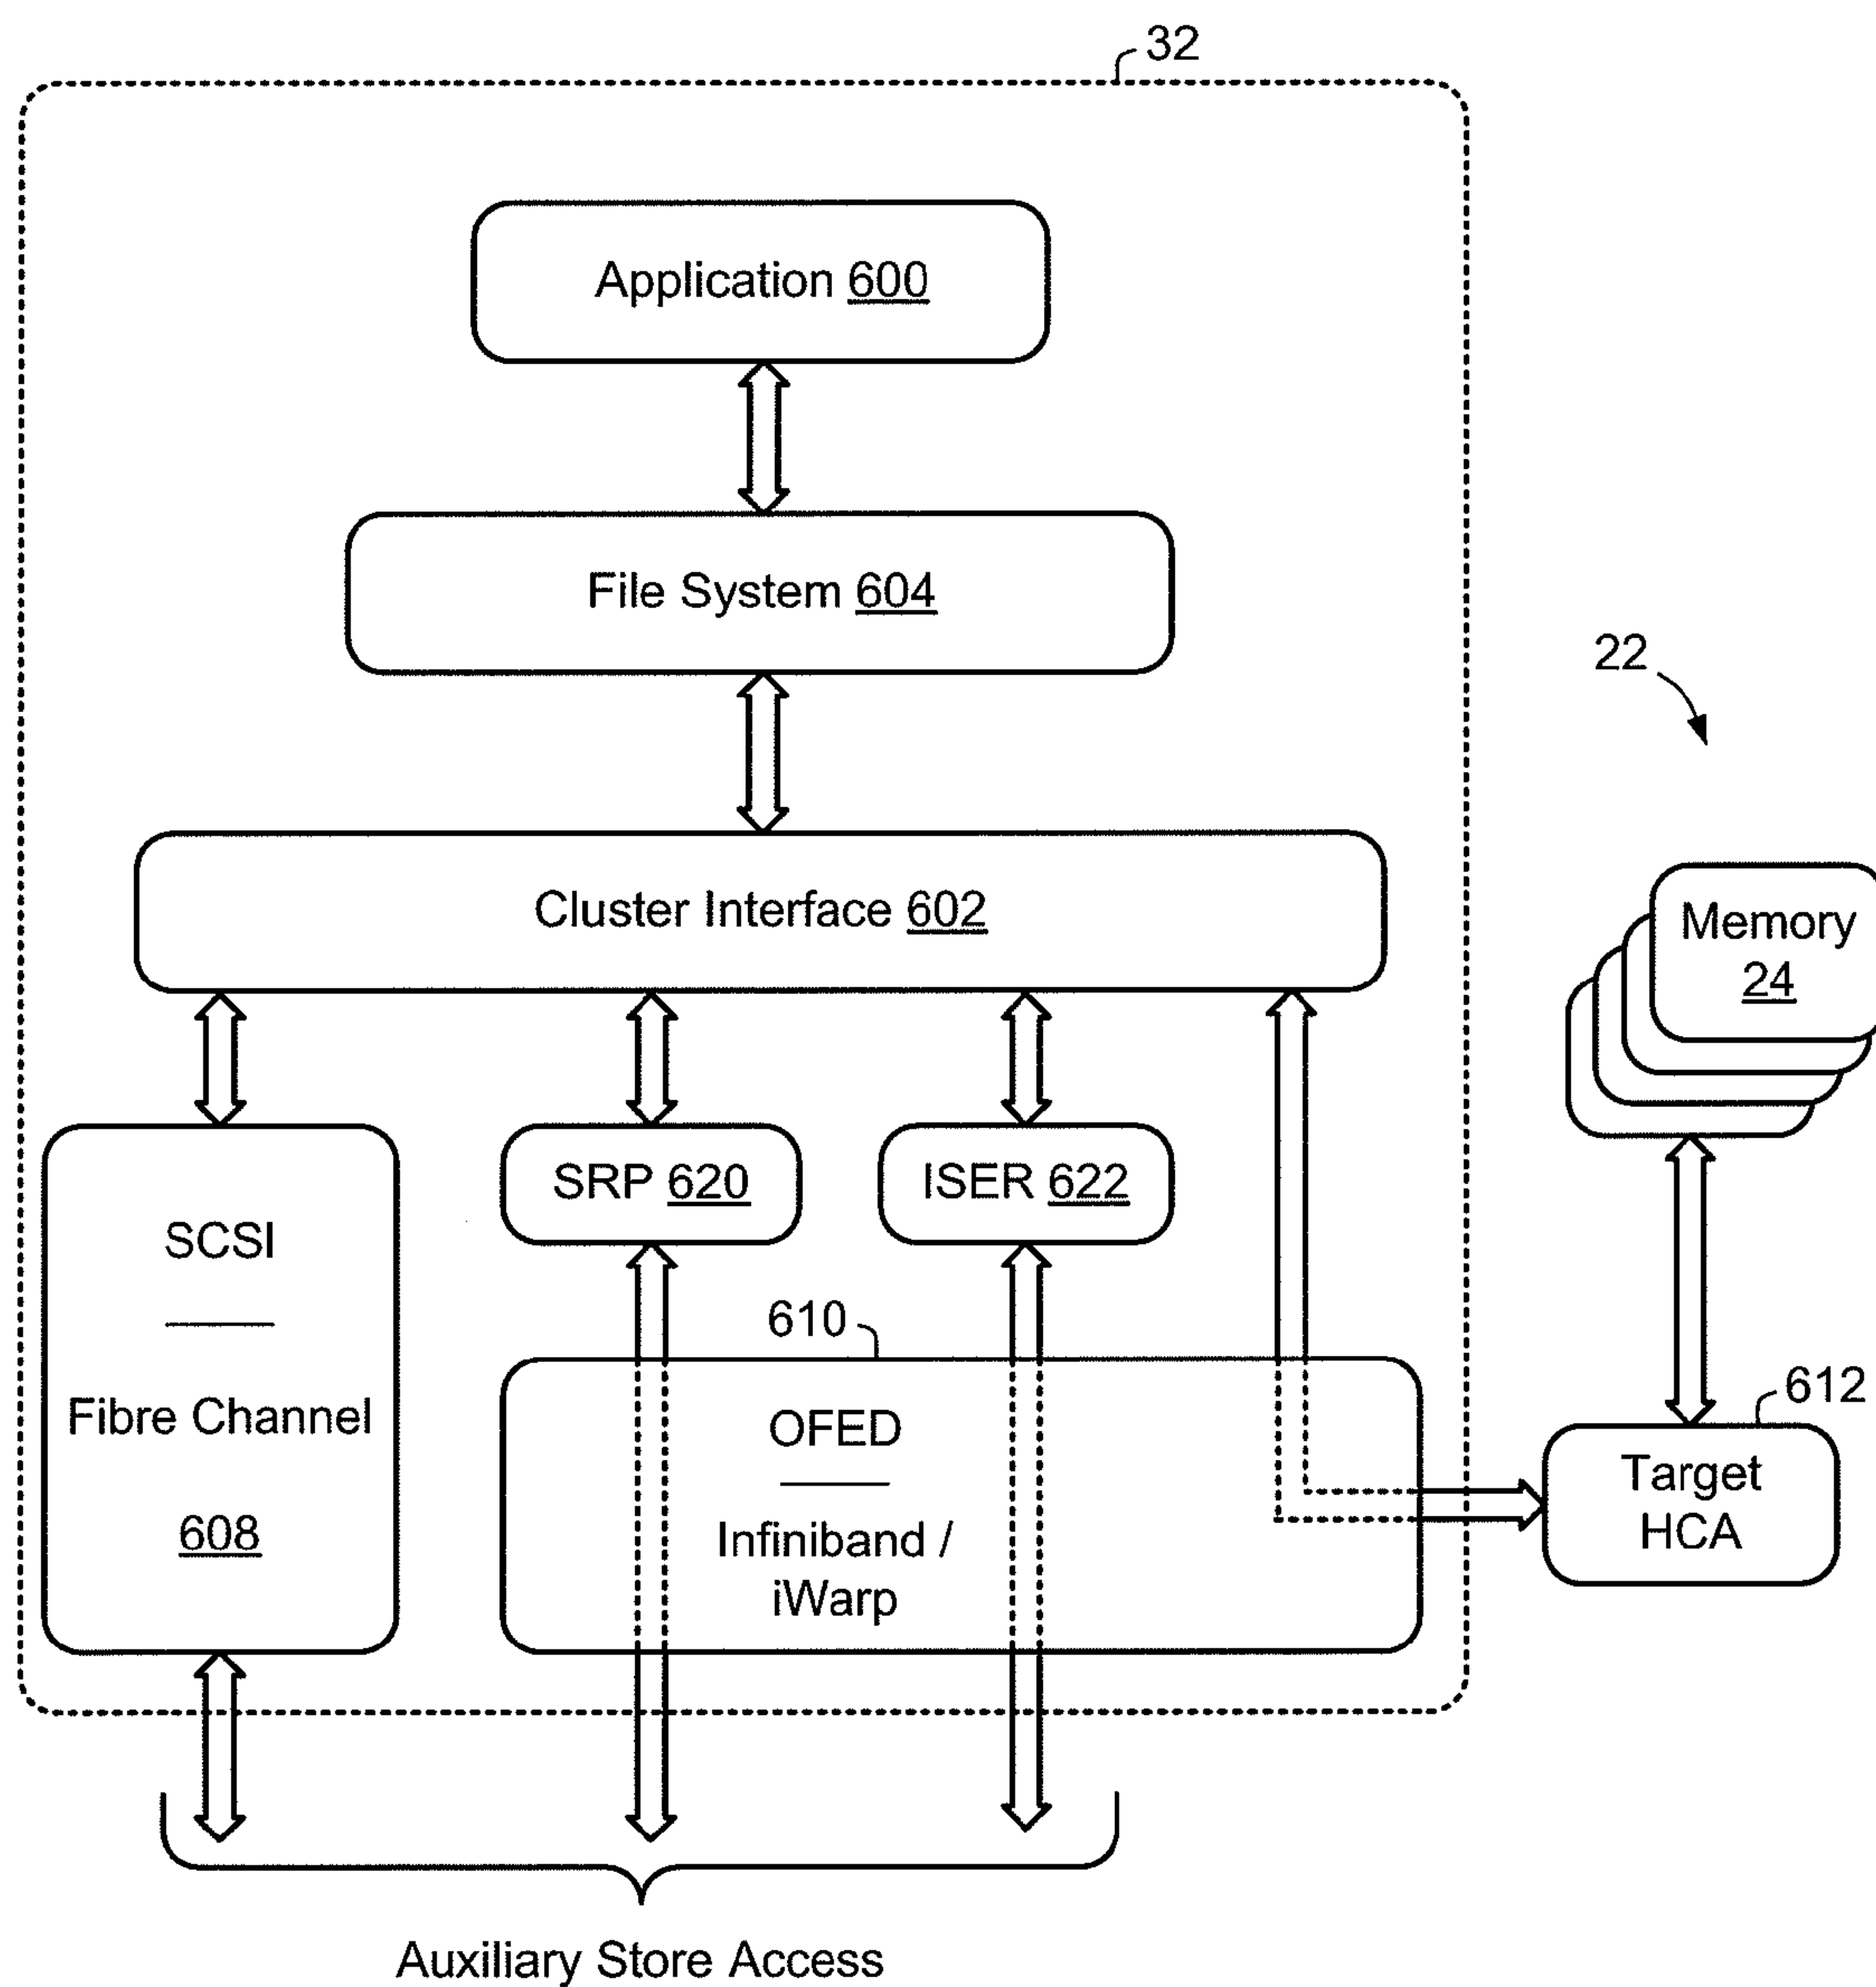 32
Application 600
File System 604
22
Cluster Interface 602
Memory
24
SRP 620
ISER 622
SCSI
Fibre Channel
608
610
OFED
Infiniband /
iWarp
612
Target
HCA
Auxiliary Store Access